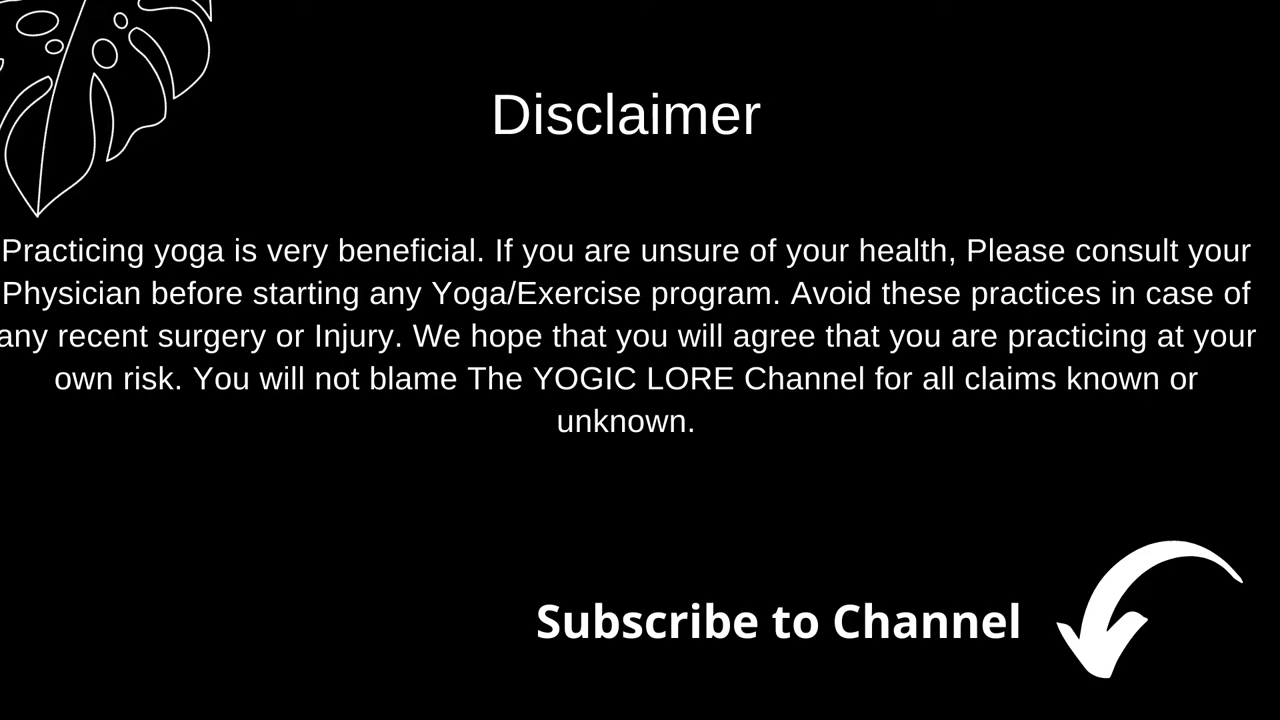 Disclaimer
Practicing yoga is very beneficial. If you are unsure of your health, Please consult your
Physician before starting any Yoga/Exercise program. Avoid these practices in case of
any recent surgery or Injury. We hope that you will agree that you are practicing at your
own risk. You will not blame The YOGIC LORE Channel for all claims known or
unknown.
Subscribe to Channel